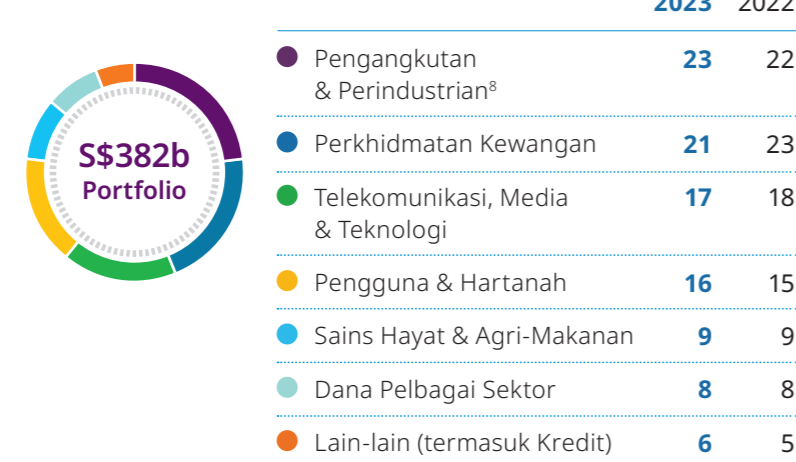 2023 2022
S$382b
Portfolio
Pengangkutan
& Perindustrian⁸ 23 22
Perkhidmatan Kewangan 21 23
Telekomunikasi, Media
& Teknologi 17 18
Pengguna & Hartanah 16 15
Sains Hayat & Agri-Makanan 9 9
Dana Pelbagai Sektor 8 8
Lain-lain (termasuk Kredit) 6 5